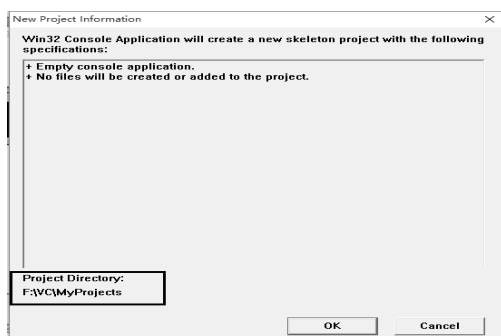 New Project Information
Win32 Console Application will create a new skeleton project with the following
specifications:
+ Empty console application.
+ No files will be created or added to the project.
Project Directory:
F:\VC\MyProjects
OK Cancel